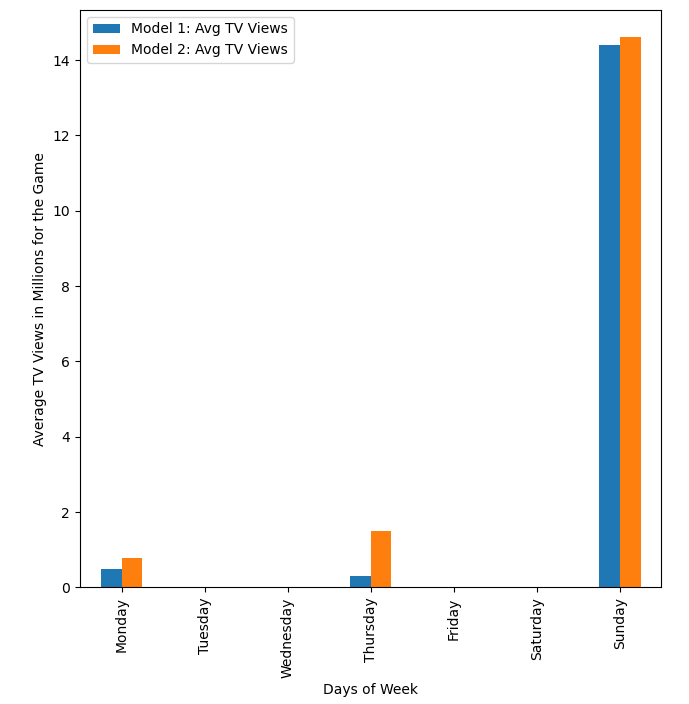 Model 1: Avg TV Views
Model 2: Avg TV Views
Average TV Views in Millions for the Game
14
12
10
8
6
4
2
0
Monday
Tuesday
Wednesday
Thursday
Friday
Saturday
Sunday
Days of Week